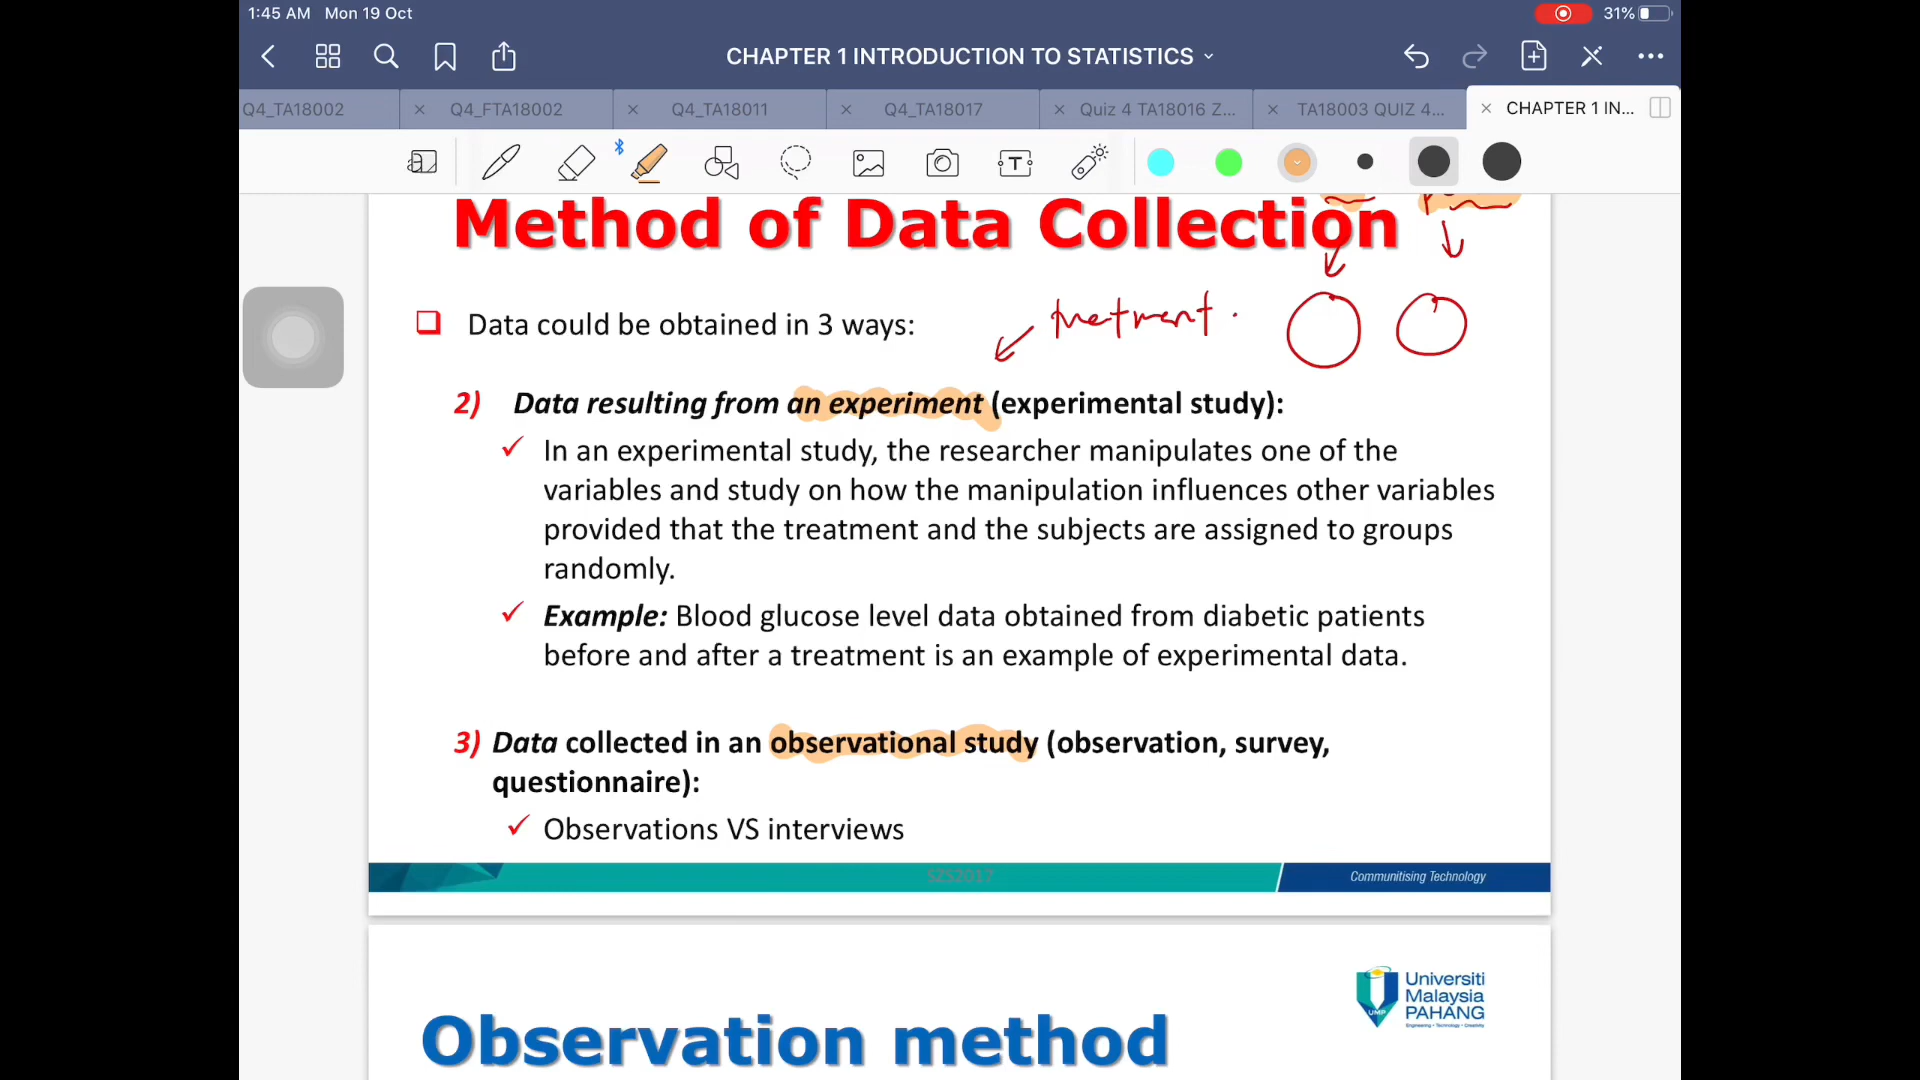 1:45 AM Mon 19 Oct
31%
CHAPTER 1 INTRODUCTION TO STATISTICS
Q4_TA18002
Q4_FTA18002
Q4_TA18011
Q4_TA18017
Quiz 4 TA18016 Z...
TA18003 QUIZ 4...
CHAPTER 1 IN...
Method of Data Collection
Data could be obtained in 3 ways:
tretment.
2) Data resulting from an experiment (experimental study):
In an experimental study, the researcher manipulates one of the
variables and study on how the manipulation influences other variables
provided that the treatment and the subjects are assigned to groups
randomly.
Example: Blood glucose level data obtained from diabetic patients
before and after a treatment is an example of experimental data.
3) Data collected in an observational study (observation, survey,
questionnaire):
Observations VS interviews
SZS2017
Communitising Technology
UMP
Universiti
Malaysia
PAHANG
Engineering • Technology • Creativity
Observation method